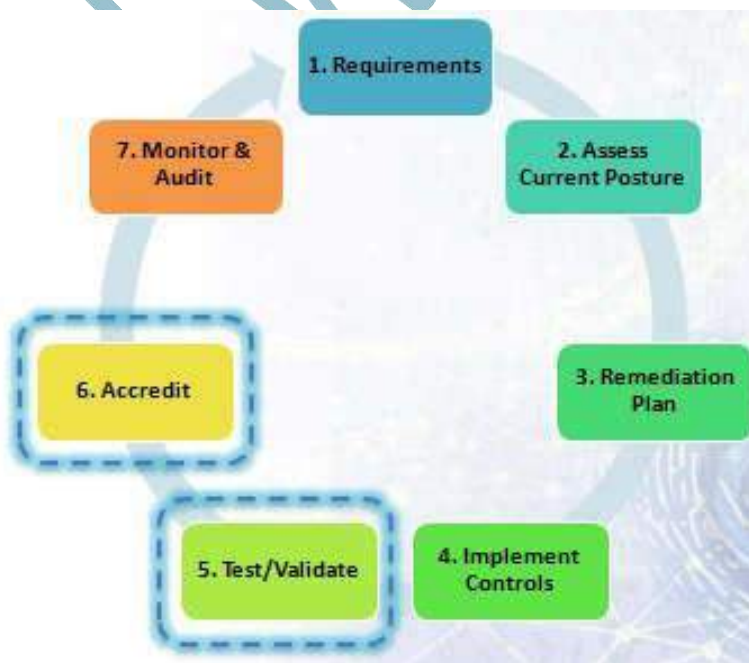 1. Requirements
2. Assess
Current Posture
3. Remediation
Plan
4. Implement
Controls
5. Test/Validate
6. Accredit
7. Monitor &
Audit